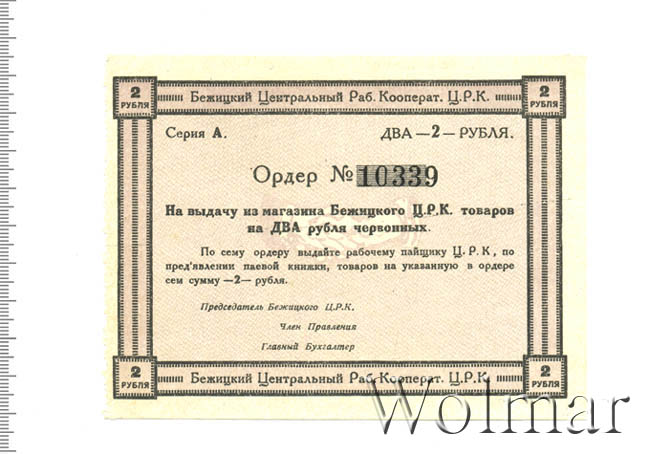 2 РУБЛЯ
Бежицкий Центральный Раб. Кооперат. Ц.Р.К.
2 РУБЛЯ
Серия А.
ДВА —2— РУБЛЯ.
Ордер № 10339
На выдачу из магазина Бежицкого Ц.Р.К. товаров
на ДВА рубля червонных.
По сему ордеру выдайте рабочему пайщику Ц. Р. К, по
пред'явлении паевой книжки, товаров на указанную в ордере
сем сумму —2— рубля.
Председатель Бежицкого Ц.Р.К.
Член Правления
Главный Бухгалтер
2 РУБЛЯ
Бежицкий Центральный Раб. Кооперат. Ц.Р.К.
2 РУБЛЯ
Wolmar